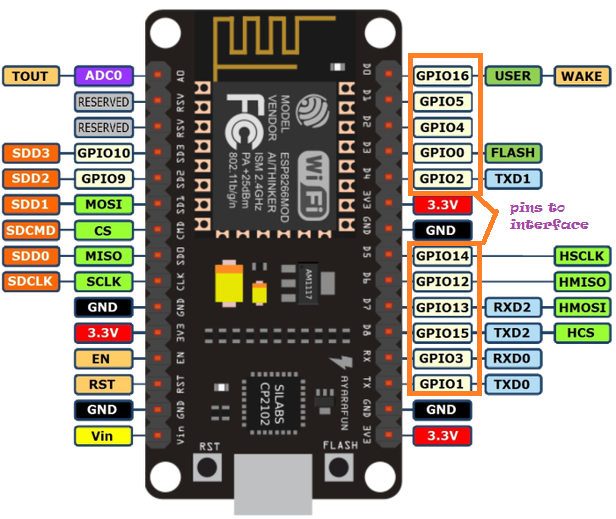 TOUT ADC0
RESERVED
RESERVED
SDD3 GPIO10
SDD2 GPIO9
SDD1 MOSI
SDCMD CS
SDD0 MISO
SDCLK SCLK
GND
3.3V
EN
RST
GND
Vin
A0
RSV
RSV
SD3
SD2
SD1
CMD
SD0
CLK
GND
3V3
EN
RST
GND
Vin
MODEL
VENDOR
ESP8266MOD
AI/THINKER
ISM 2.4GHz
PA +25dBm
802.11b/g/n
FC
Wi Fi
AM1117
SILABS
CP2102
AYARAFUN
RST
FLASH
D0
D1
D2
D3
D4
3V3
GND
D5
D6
D7
D8
RX
TX
GND
3V3
GPIO16 USER WAKE
GPIO5
GPIO4
GPIO0 FLASH
GPIO2 TXD1
3.3V
GND
pins to
interface
GPIO14 HSCLK
GPIO12 HMISO
GPIO13 RXD2 HMOSI
GPIO15 TXD2 HCS
GPIO3 RXD0
GPIO1 TXD0
GND
3.3V